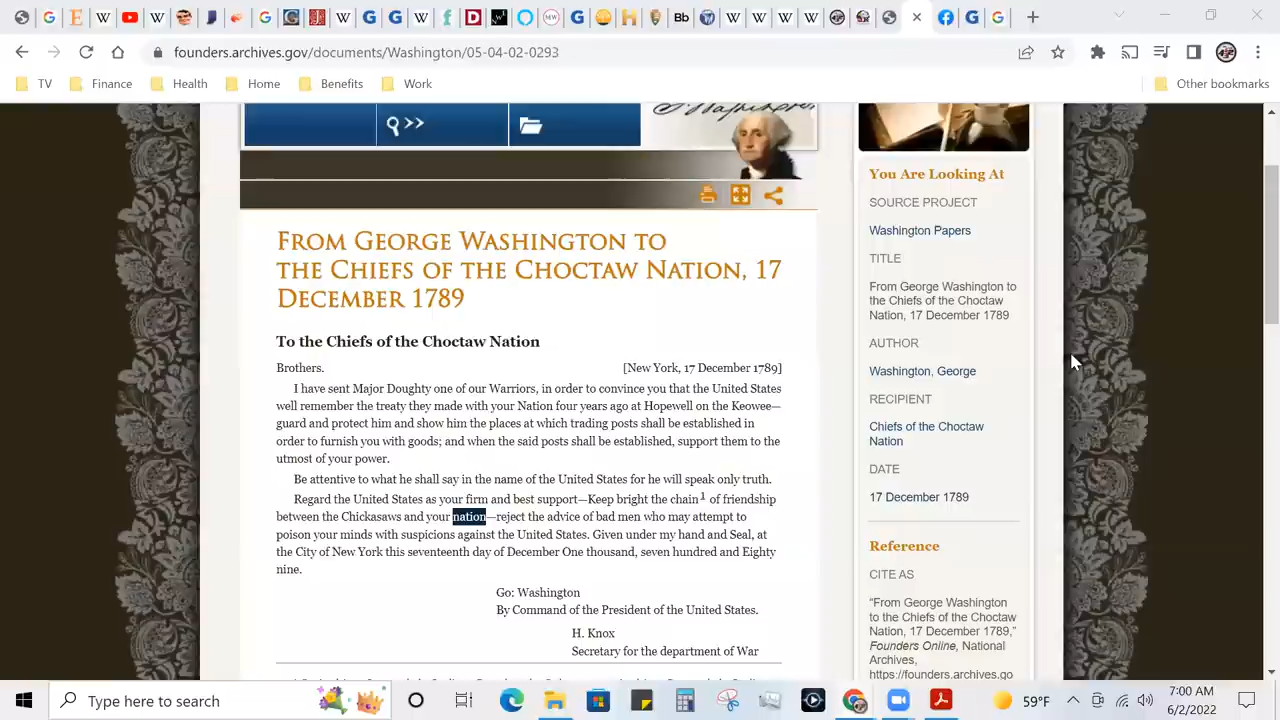 founders.archives.gov/documents/Washington/05-04-02-0293
TV
Finance
Health
Home
Benefits
Work
Other bookmarks
FROM GEORGE WASHINGTON TO
THE CHIEFS OF THE CHOCTAW NATION, 17
DECEMBER 1789
To the Chiefs of the Choctaw Nation
Brothers.
[New York, 17 December 1789]
I have sent Major Doughty one of our Warriors, in order to convince you that the United States
well remember the treaty they made with your Nation four years ago at Hopewell on the Keowee—
guard and protect him and show him the places at which trading posts shall be established in
order to furnish you with goods; and when the said posts shall be established, support them to the
utmost of your power.
Be attentive to what he shall say in the name of the United States for he will speak only truth.
Regard the United States as your firm and best support—Keep bright the chain1 of friendship
between the Chickasaws and your nation—reject the advice of bad men who may attempt to
poison your minds with suspicions against the United States. Given under my hand and Seal, at
the City of New York this seventeenth day of December One thousand, seven hundred and Eighty
nine.
Go: Washington
By Command of the President of the United States.
H. Knox
Secretary for the department of War
You Are Looking At
SOURCE PROJECT
Washington Papers
TITLE
From George Washington to
the Chiefs of the Choctaw
Nation, 17 December 1789
AUTHOR
Washington, George
RECIPIENT
Chiefs of the Choctaw
Nation
DATE
17 December 1789
Reference
CITE AS
“From George Washington
to the Chiefs of the Choctaw
Nation, 17 December 1789,”
Founders Online, National
Archives,
https://founders.archives.go
Type here to search
59°F
7:00 AM
6/2/2022